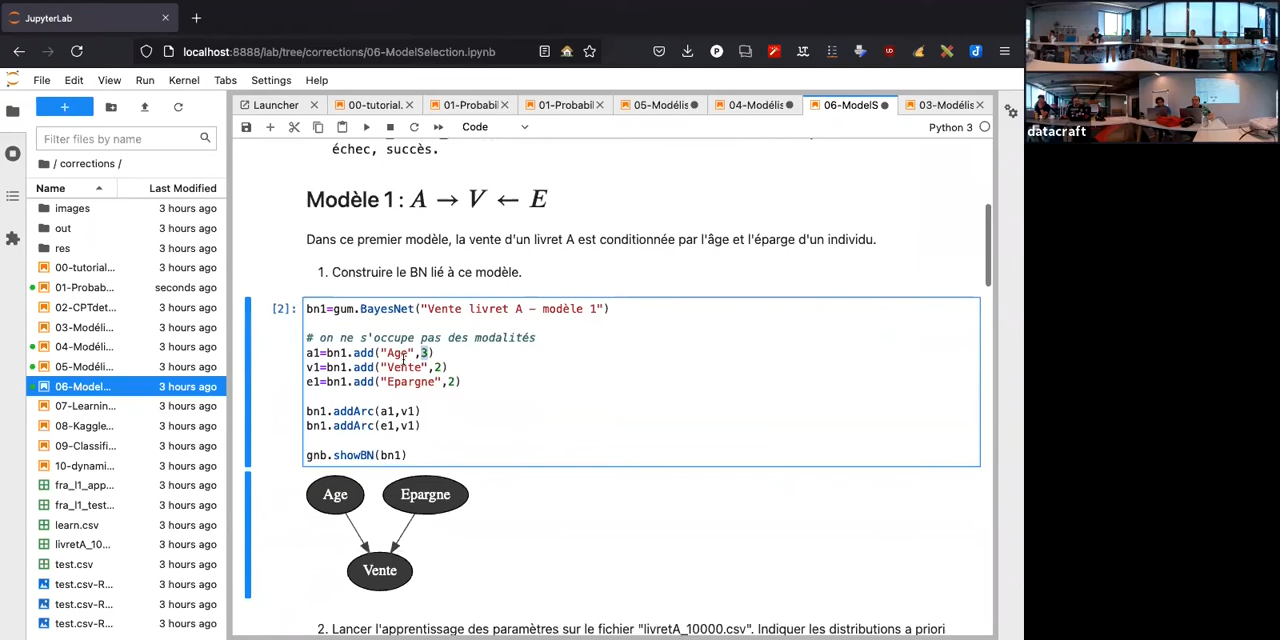 JupyterLab
localhost:8888/lab/tree/corrections/06-ModelSelection.ipynb
File Edit View Run Kernel Tabs Settings Help
Launcher 00-tutorial. 01-Probabil 01-Probabil 05-Modélis 04-Modélis 06-ModelS 03-Modélis
Filter files by name
Code
Python 3
/ corrections /
Name Last Modified
images 3 hours ago
out 3 hours ago
res 3 hours ago
00-tutorial... 3 hours ago
01-Probab... seconds ago
02-CPTdet... 3 hours ago
03-Modéli... 3 hours ago
04-Modéli... 3 hours ago
05-Modéli... 3 hours ago
06-Model... 3 hours ago
07-Learnin... 3 hours ago
08-Kaggle... 3 hours ago
09-Classifi... 3 hours ago
10-dynami... 3 hours ago
fra_l1_app... 3 hours ago
fra_l1_test... 3 hours ago
learn.csv 3 hours ago
livretA_10... 3 hours ago
test.csv 3 hours ago
test.csv-R... 3 hours ago
test.csv-R... 3 hours ago
test.csv-R... 3 hours ago
échec, succès.
Modèle 1 : A → V ← E
Dans ce premier modèle, la vente d'un livret A est conditionnée par l'âge et l'éparge d'un individu.
1. Construire le BN lié à ce modèle.
[2]: bn1=gum.BayesNet("Vente livret A - modèle 1")
# on ne s'occupe pas des modalités
a1=bn1.add("Age",3)
v1=bn1.add("Vente",2)
e1=bn1.add("Epargne",2)
bn1.addArc(a1,v1)
bn1.addArc(e1,v1)
gnb.showBN(bn1)
Age Epargne
Vente
2. Lancer l'apprentissage des paramètres sur le fichier "livretA_10000.csv". Indiquer les distributions a priori
datacraft